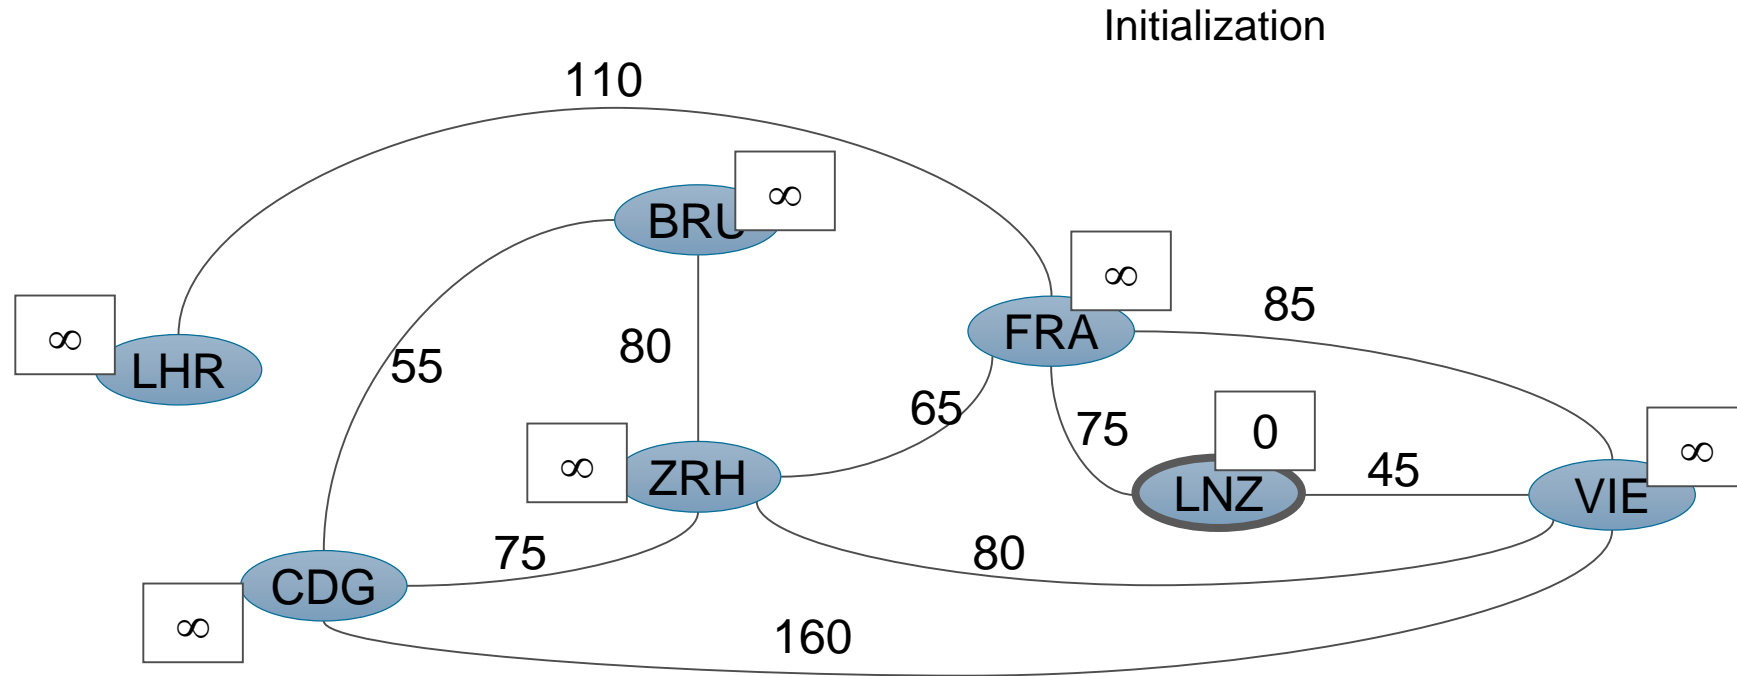 Initialization
110
∞
BRU
∞
FRA
85
∞
LHR
55
80
65
75
0
LNZ
45
∞
VIE
∞
ZRH
75
80
CDG
∞
160